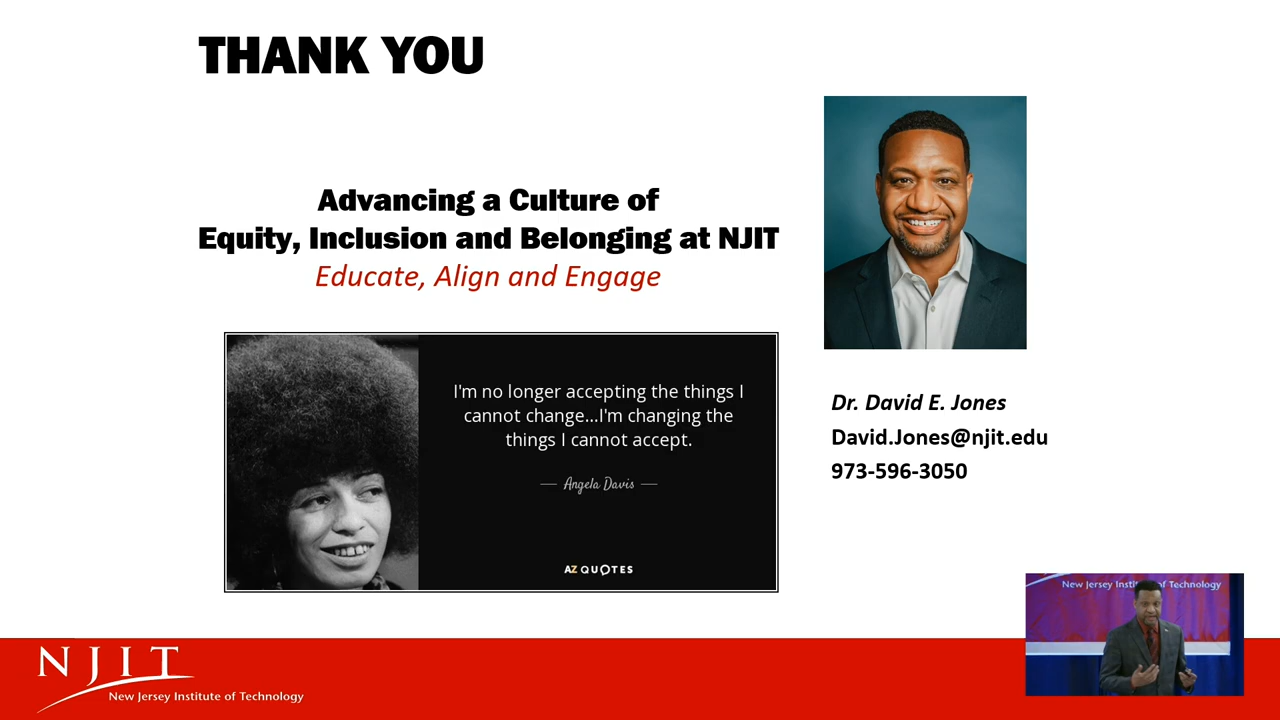 THANK YOU
Advancing a Culture of
Equity, Inclusion and Belonging at NJIT
Educate, Align and Engage
I'm no longer accepting the things I
cannot change...I'm changing the
things I cannot accept.
Angela Davis
AZ QUOTES
Dr. David E. Jones
David.Jones@njit.edu
973-596-3050
New Jersey Insti of Technology
NJIT
New Jersey Institute of Technology